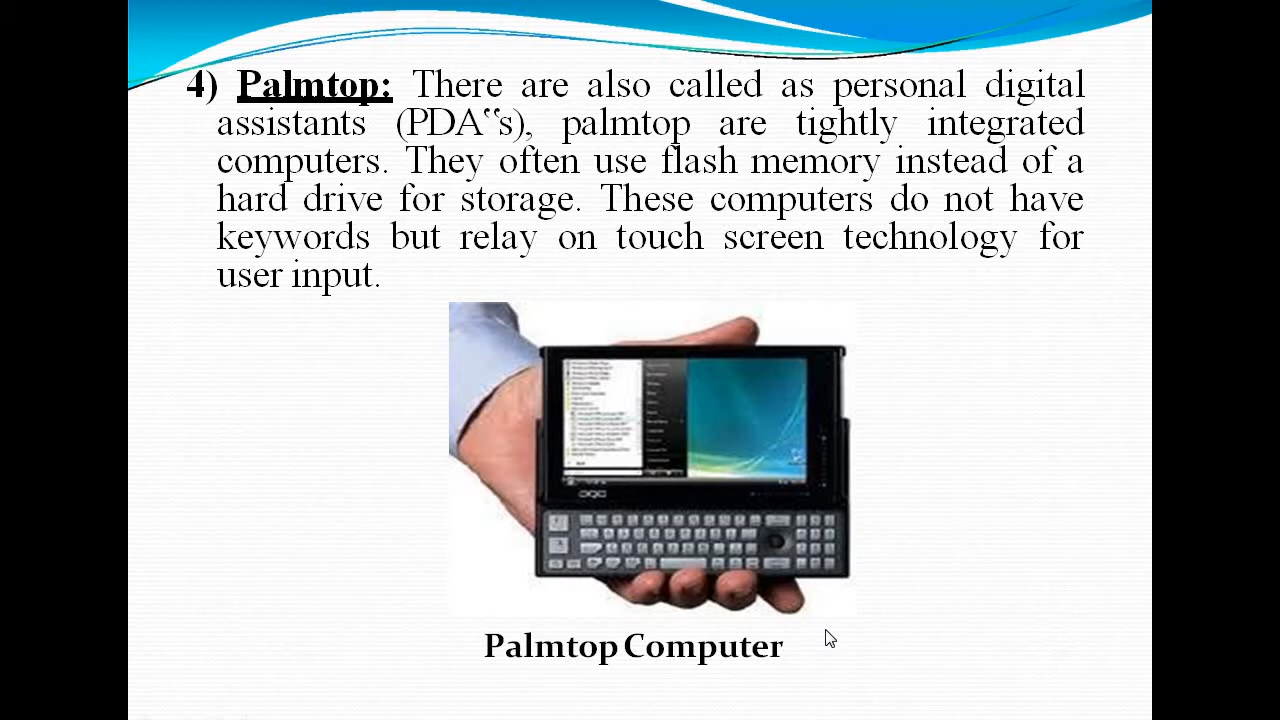 4) Palmtop: There are also called as personal digital
assistants (PDA‟s), palmtop are tightly integrated
computers. They often use flash memory instead of a
hard drive for storage. These computers do not have
keywords but relay on touch screen technology for
user input.
OQO
Palmtop Computer